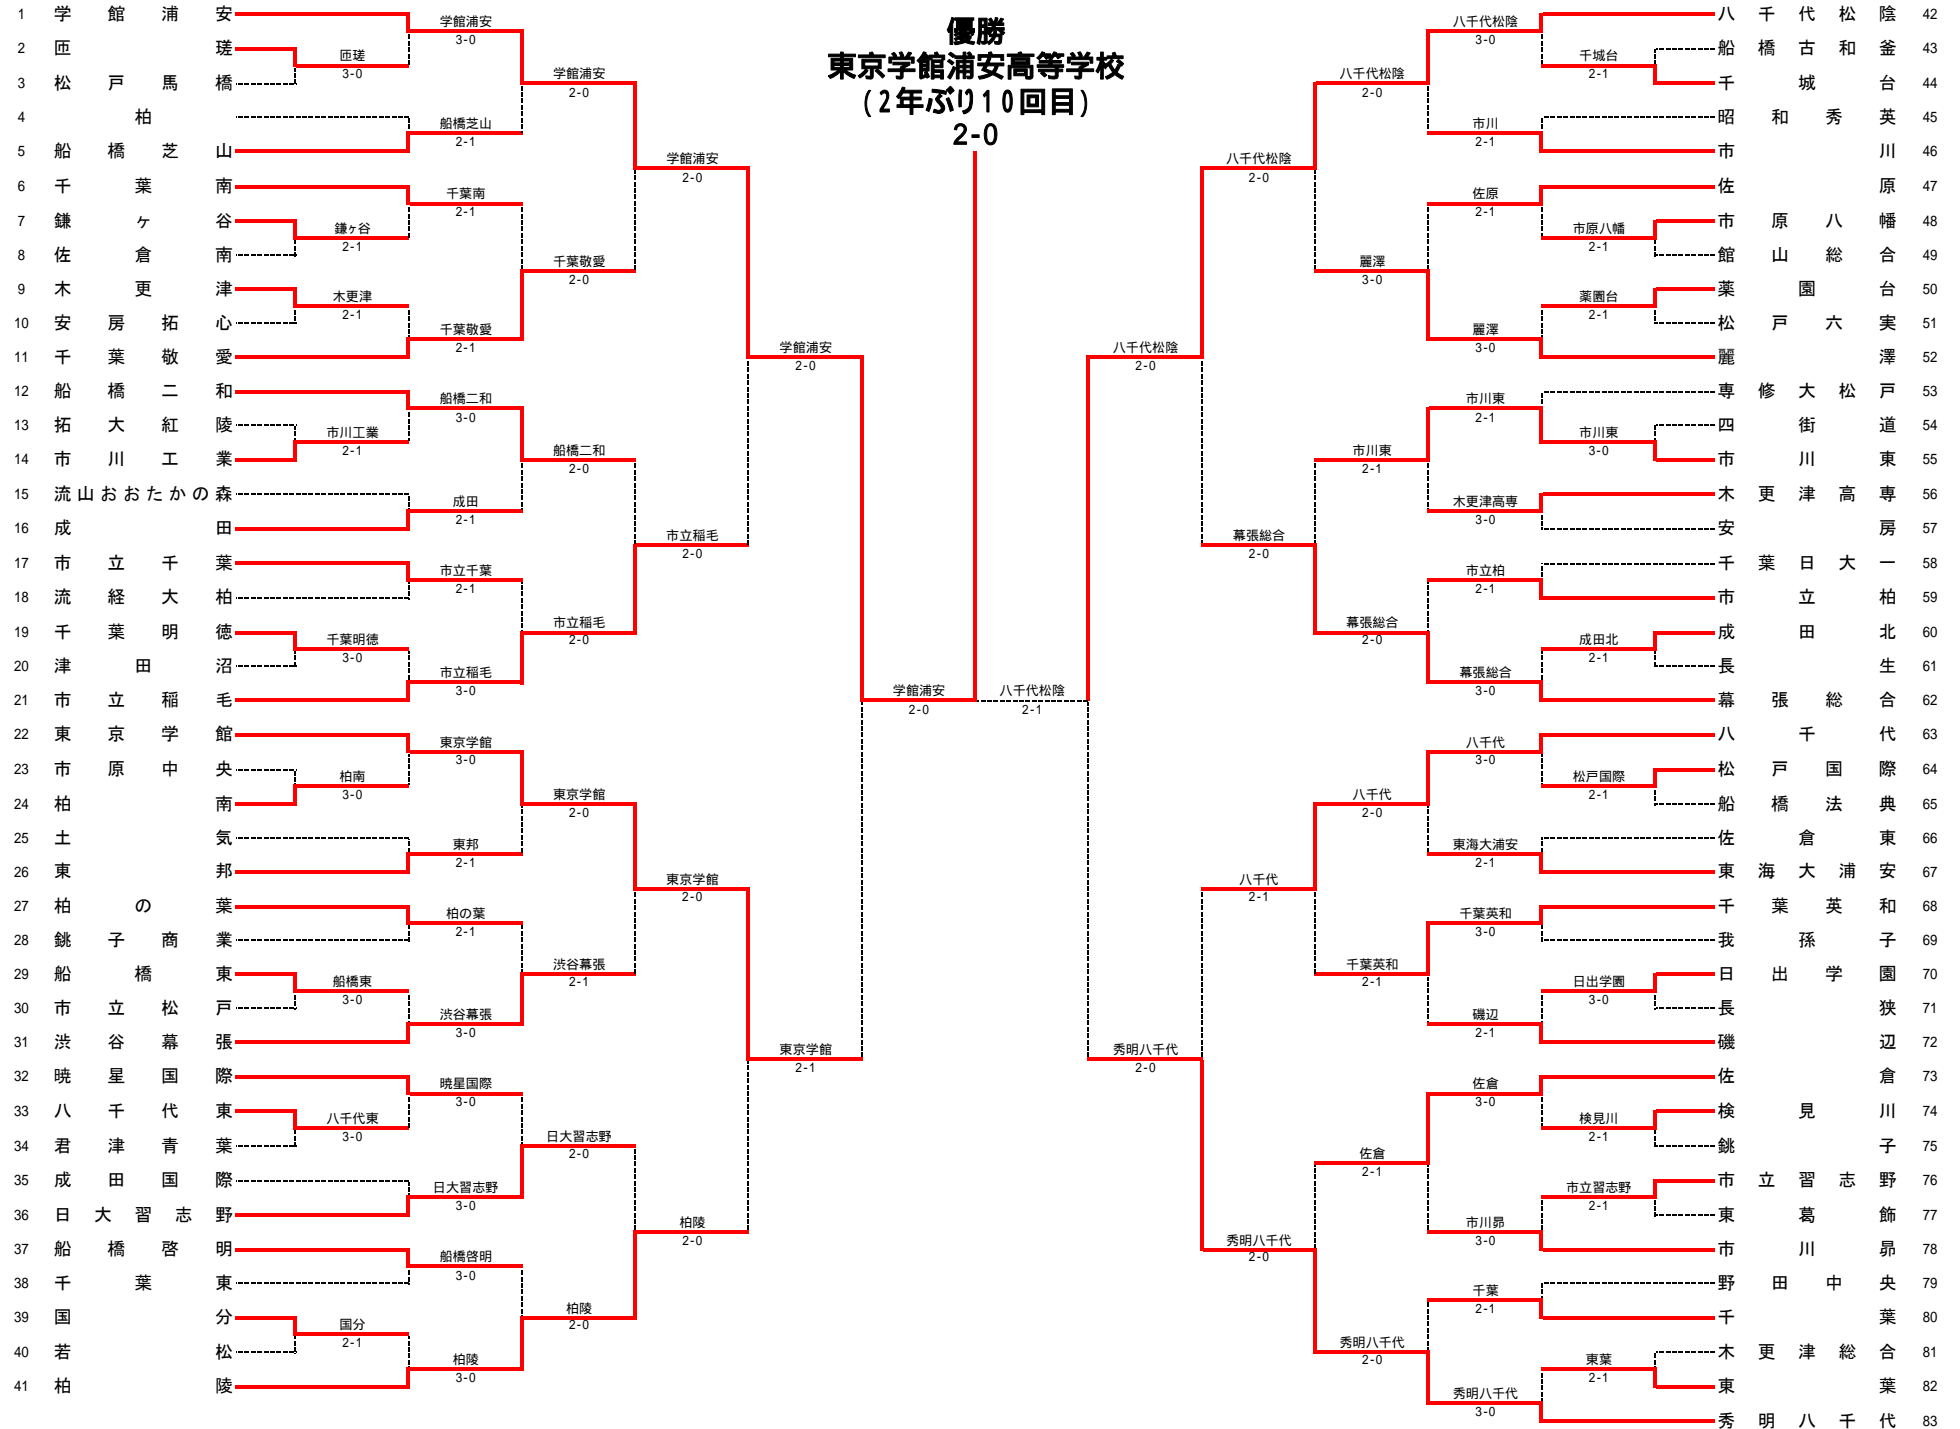 優勝
東京学館浦安高等学校
(2年ぶり10回目)
2-0
1 学館浦安
2 匝瑳
3 松戸馬橋
4 柏
5 船橋芝山
6 千葉南
7 鎌ヶ谷
8 佐倉南
9 木更津
10 安房拓心
11 千葉敬愛
12 船橋二和
13 拓大紅陵
14 市川工業
15 流山おおたかの森
16 成田
17 市立千葉
18 流経大柏
19 千葉明徳
20 津田沼
21 市立稲毛
22 東京学館
23 市原中央
24 柏南
25 土気
26 東邦
27 柏の葉
28 銚子商業
29 船橋東
30 市立松戸
31 渋谷幕張
32 暁星国際
33 八千代東
34 君津青葉
35 成田国際
36 日大習志野
37 船橋啓明
38 千葉東
39 国分
40 若松
41 柏陵
匝瑳
3-0
鎌ヶ谷
2-1
木更津
2-1
市川工業
2-1
千葉明徳
3-0
柏南
3-0
船橋東
3-0
八千代東
3-0
国分
2-1
学館浦安
3-0
船橋芝山
2-1
千葉南
2-1
千葉敬愛
2-1
船橋二和
3-0
成田
2-1
市立千葉
2-1
市立稲毛
3-0
東京学館
3-0
東邦
2-1
柏の葉
2-1
渋谷幕張
3-0
暁星国際
3-0
日大習志野
3-0
船橋啓明
3-0
柏陵
3-0
学館浦安
2-0
千葉敬愛
2-0
船橋二和
2-0
市立稲毛
2-0
東京学館
2-0
渋谷幕張
2-1
日大習志野
2-0
柏陵
2-0
学館浦安
2-0
市立稲毛
2-0
東京学館
2-0
柏陵
2-0
学館浦安
2-0
東京学館
2-1
学館浦安
2-0
八千代松陰
2-1
八千代松陰
2-0
秀明八千代
2-0
八千代松陰
2-0
幕張総合
2-0
八千代
2-1
秀明八千代
2-0
八千代松陰
2-0
麗澤
3-0
市川東
2-1
幕張総合
2-0
八千代
2-0
千葉英和
2-1
佐倉
2-1
秀明八千代
2-0
八千代松陰
3-0
市川
2-1
佐原
2-1
麗澤
3-0
市川東
2-1
木更津高専
3-0
市立柏
2-1
幕張総合
3-0
八千代
3-0
東海大浦安
2-1
千葉英和
3-0
磯辺
2-1
佐倉
3-0
市川昴
3-0
千葉
2-1
秀明八千代
3-0
千城台
2-1
市原八幡
2-1
薬園台
2-1
市川東
3-0
成田北
2-1
松戸国際
2-1
日出学園
3-0
検見川
2-1
市立習志野
2-1
東葉
2-1
八千代松陰 42
船橋古和釜 43
千城台 44
昭和秀英 45
市川 46
佐原 47
市原八幡 48
館山総合 49
薬園台 50
松戸六実 51
麗澤 52
専修大松戸 53
四街道 54
市川東 55
木更津高専 56
安房 57
千葉日大一 58
市立柏 59
成田北 60
長生 61
幕張総合 62
八千代 63
松戸国際 64
船橋法典 65
佐倉東 66
東海大浦安 67
千葉英和 68
我孫子 69
日出学園 70
長狭 71
磯辺 72
佐倉 73
検見川 74
銚子 75
市立習志野 76
東葛飾 77
市川昴 78
野田中央 79
千葉 80
木更津総合 81
東葉 82
秀明八千代 83